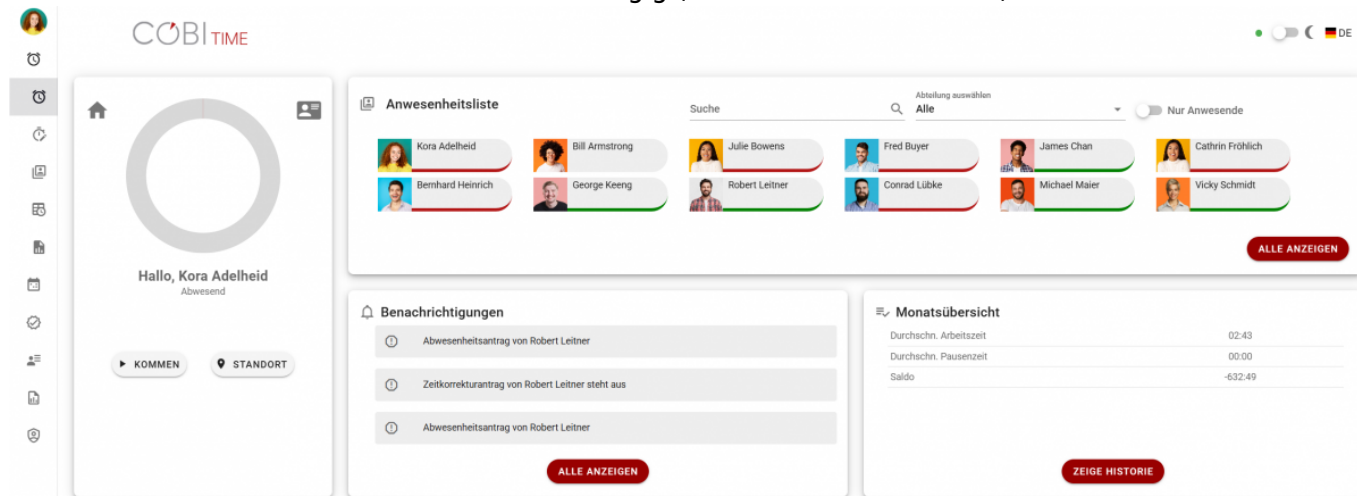 COBI TIME
DE
Hallo, Kora Adelheid
Abwesend
KOMMEN
STANDORT
Anwesenheitsliste
Suche
Abteilung auswählen
Alle
Nur Anwesende
Kora Adelheid
Bill Armstrong
Julie Bowens
Fred Buyer
James Chan
Cathrin Fröhlich
Bernhard Heinrich
George Keeng
Robert Leitner
Conrad Lübke
Michael Maier
Vicky Schmidt
ALLE ANZEIGEN
Benachrichtigungen
Abwesenheitsantrag von Robert Leitner
Zeitkorrekturantrag von Robert Leitner steht aus
Abwesenheitsantrag von Robert Leitner
ALLE ANZEIGEN
Monatsübersicht
Durchschn. Arbeitszeit 02:43
Durchschn. Pausenzeit 00:00
Saldo -632:49
ZEIGE HISTORIE